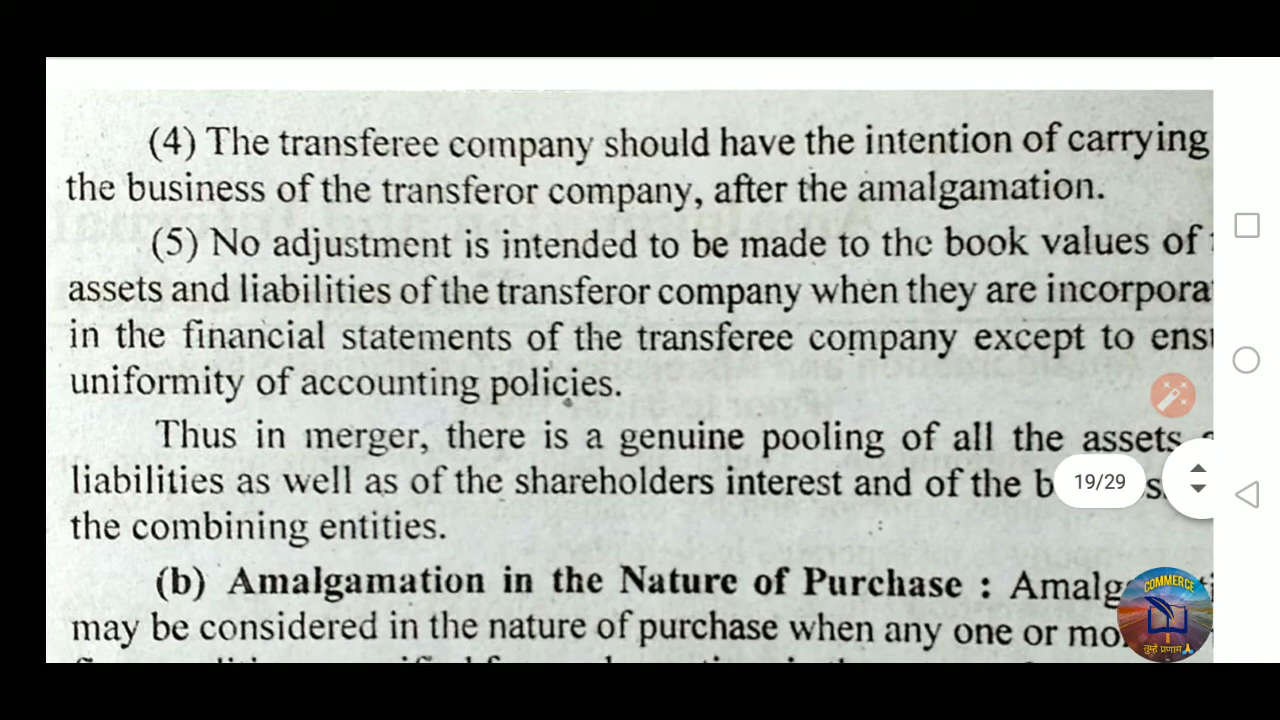 (4) The transferee company should have the intention of carrying
the business of the transferor company, after the amalgamation.
(5) No adjustment is intended to be made to the book values of
assets and liabilities of the transferor company when they are
in the financial statements of the transferee company except to
uniformity of accounting policies.
Thus in merger, there is a genuine pooling of all the assets
liabilities as well as of the shareholders interest and of the
19/29
the combining entities.
(b) Amalgamation in the Nature of Purchase :
COMMERCE
may be considered in the nature of purchase when any one or
तुम्हें प्रणाम🙏